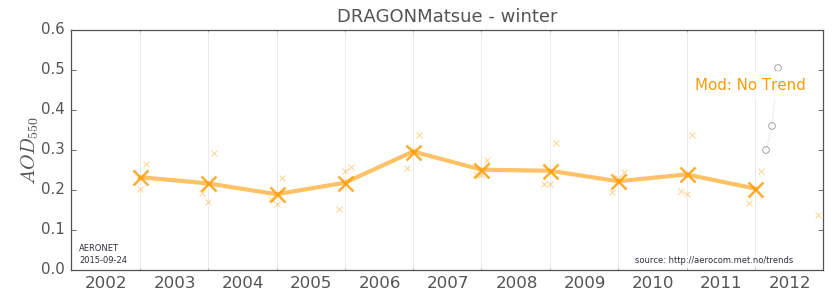 DRAGONMatsue - winter
0.6
0.5
0.4
0.3
0.2
0.1
0.0
AOD550
Mod: No Trend
AERONET
2015-09-24
source: http://aerocom.met.no/trends
2002 2003 2004 2005 2006 2007 2008 2009 2010 2011 2012